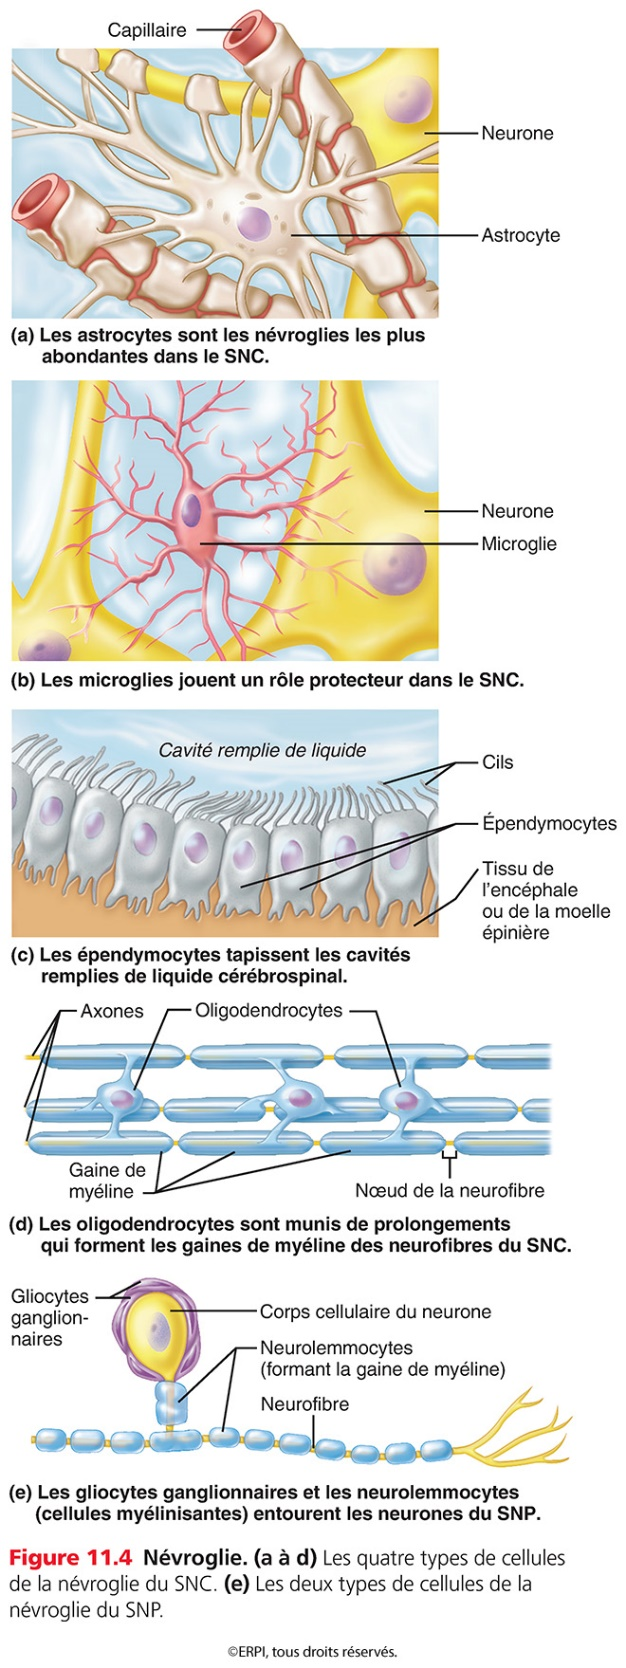 Capillaire
Neurone
Astrocyte
(a) Les astrocytes sont les névroglies les plus
abondantes dans le SNC.
Neurone
Microglie
(b) Les microglies jouent un rôle protecteur dans le SNC.
Cavité remplie de liquide
Cils
Épendymocytes
Tissu de
l'encéphale
ou de la moelle
épinière
(c) Les épendymocytes tapissent les cavités
remplies de liquide cérébrospinal.
Axones
Oligodendrocytes
Gaine de
myéline
Nœud de la neurofibre
(d) Les oligodendrocytes sont munis de prolongements
qui forment les gaines de myéline des neurofibres du SNC.
Gliocytes
ganglion-
naires
Corps cellulaire du neurone
Neurolemmocytes
(formant la gaine de myéline)
Neurofibre
(e) Les gliocytes ganglionnaires et les neurolemmocytes
(cellules myélinisantes) entourent les neurones du SNP.
Figure 11.4 Névroglie. (a à d) Les quatre types de cellules
de la névroglie du SNC. (e) Les deux types de cellules de la
névroglie du SNP.
©ERPI, tous droits réservés.